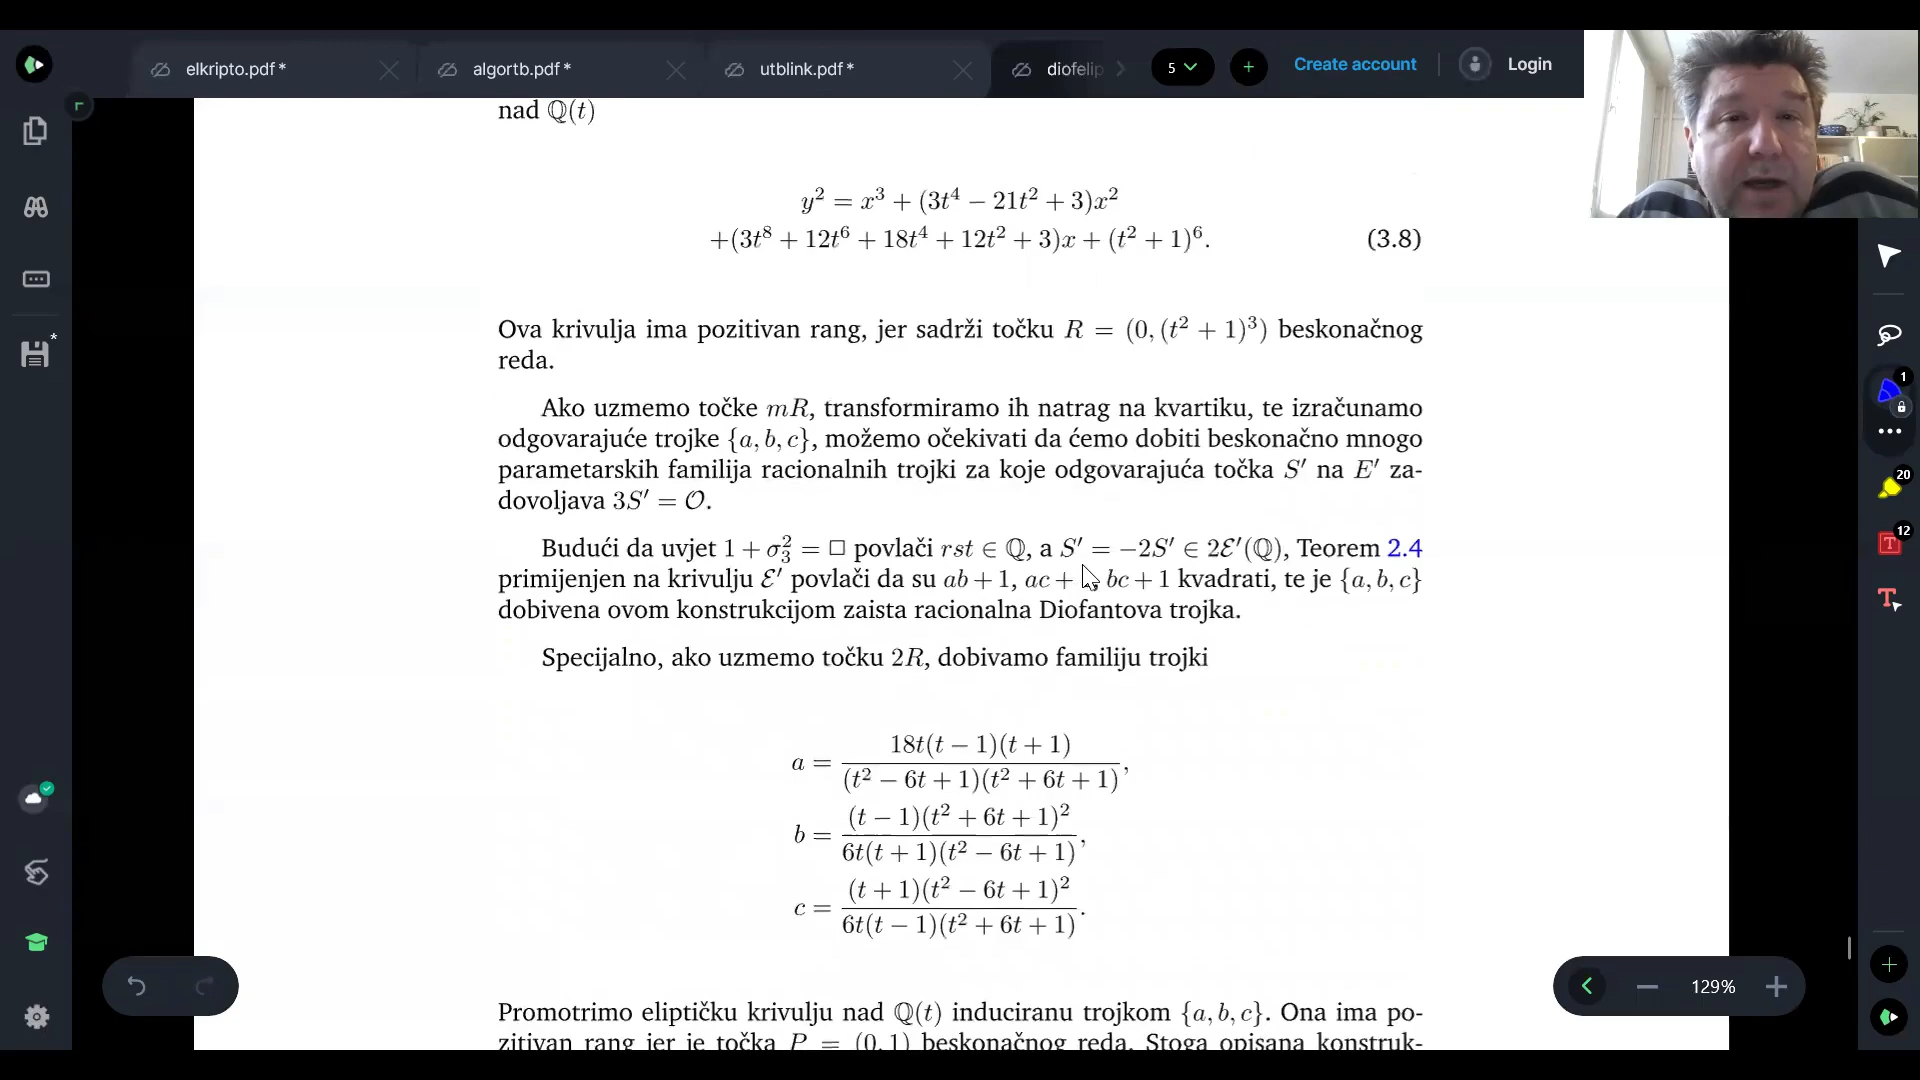 elkripto.pdf *
algortb.pdf *
utblink.pdf *
diofelip
5
Create account
Login
nad ℚ(t)
y² = x³ + (3t⁴ − 21t² + 3)x²
+(3t⁸ + 12t⁶ + 18t⁴ + 12t² + 3)x + (t² + 1)⁶. (3.8)
Ova krivulja ima pozitivan rang, jer sadrži točku R = (0, (t² + 1)³) beskonačnog
reda.
Ako uzmemo točke mR, transformiramo ih natrag na kvartiku, te izračunamo
odgovarajuće trojke {a, b, c}, možemo očekivati da ćemo dobiti beskonačno mnogo
parametarskih familija racionalnih trojki za koje odgovarajuća točka S′ na E′ za-
dovoljava 3S′ = 𝒪.
Budući da uvjet 1 + σ₃² = □ povlači rst ∈ ℚ, a S′ = −2S′ ∈ 2ℰ′(ℚ), Teorem 2.4
primijenjen na krivulju ℰ′ povlači da su ab + 1, ac + bc + 1 kvadrati, te je {a, b, c}
dobivena ovom konstrukcijom zaista racionalna Diofantova trojka.
Specijalno, ako uzmemo točku 2R, dobivamo familiju trojki
a = 18t(t − 1)(t + 1) / (t² − 6t + 1)(t² + 6t + 1),
b = (t − 1)(t² + 6t + 1)² / 6t(t + 1)(t² − 6t + 1),
c = (t + 1)(t² − 6t + 1)² / 6t(t − 1)(t² + 6t + 1).
Promotrimo eliptičku krivulju nad ℚ(t) induciranu trojkom {a, b, c}. Ona ima po-
zitivan rang jer je točka P = (0, 1) beskonačnog reda. Stoga opisana konstruk-
1
20
12
T
T
129%